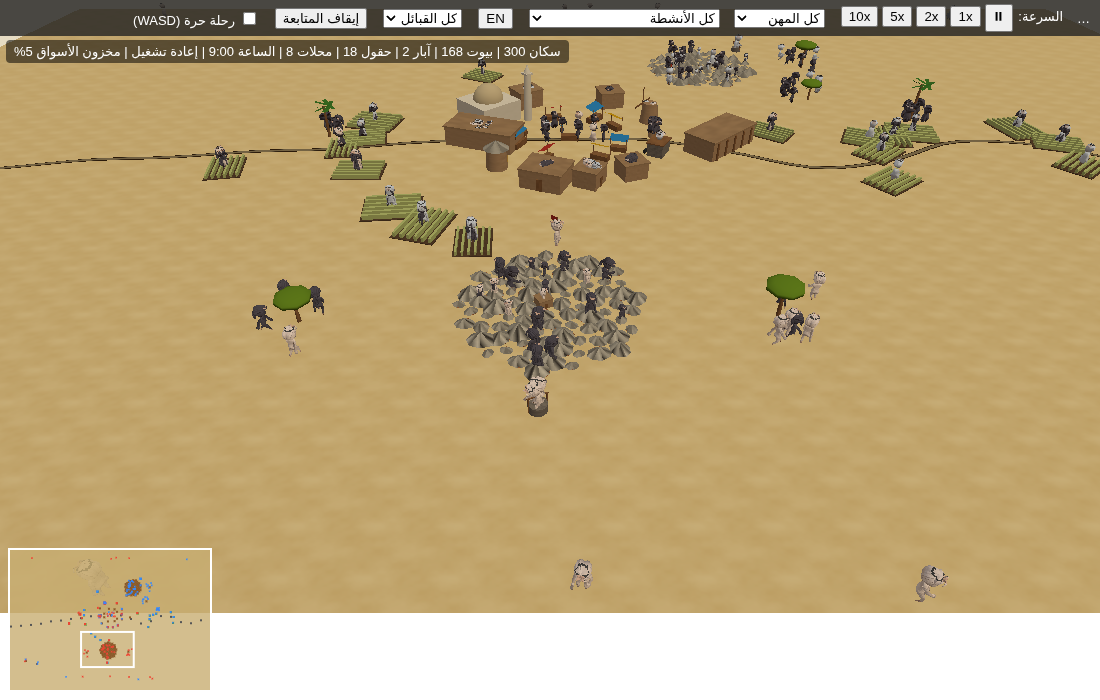 … السرعة: ⏸ 1x 2x 5x 10x كل المهن كل الأنشطة EN كل القبائل إيقاف المتابعة رحلة حرة (WASD)
سكان 300 | بيوت 168 | آبار 2 | حقول 18 | محلات 8 | الساعة 9:00 | إعادة تشغيل | مخزون الأسواق 5%